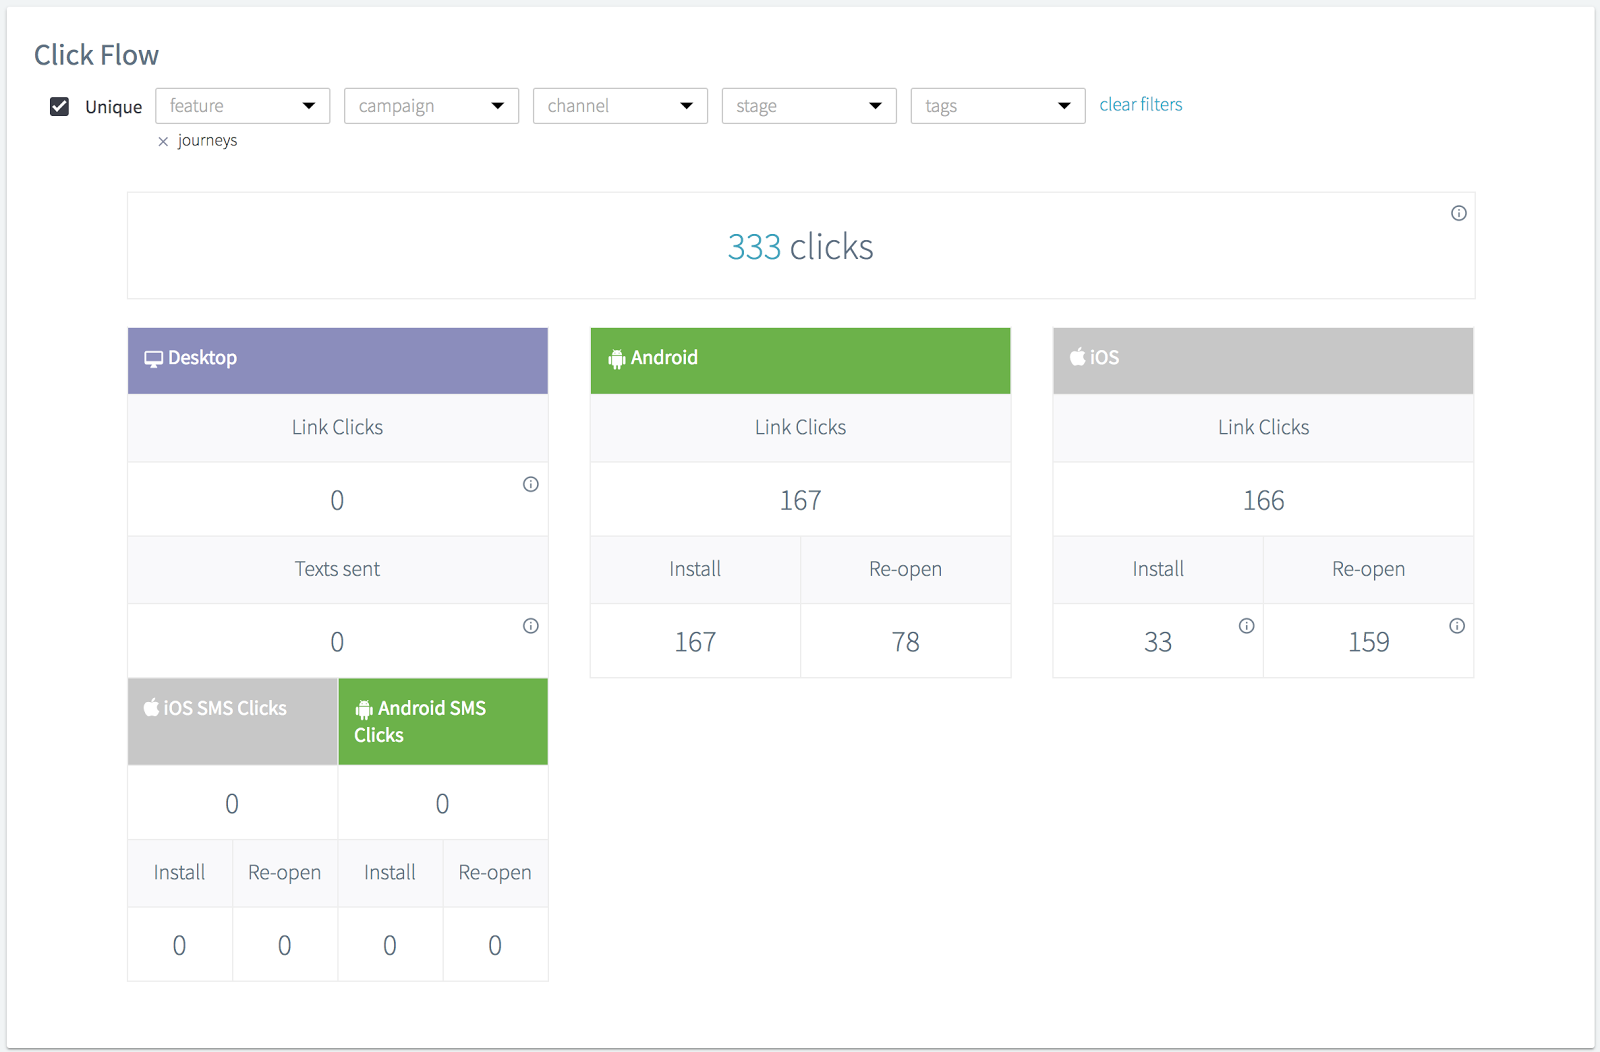 Click Flow
Unique feature campaign channel stage tags clear filters
× journeys
333 clicks
Desktop Android iOS
Link Clicks Link Clicks Link Clicks
0 167 166
Texts sent Install Re-open Install Re-open
0 167 78 33 159
iOS SMS Clicks Android SMS
Clicks
0 0
Install Re-open Install Re-open
0 0 0 0